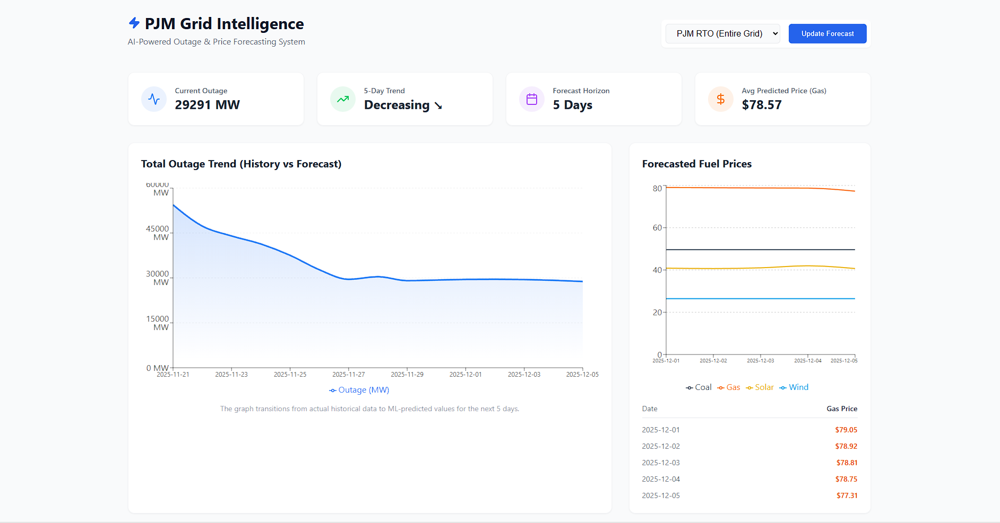 PJM Grid Intelligence
AI-Powered Outage & Price Forecasting System
PJM RTO (Entire Grid)
Update Forecast
Current Outage
29291 MW
5-Day Trend
Decreasing ↘
Forecast Horizon
5 Days
Avg Predicted Price (Gas)
$78.57
Total Outage Trend (History vs Forecast)
60000
MW
45000
MW
30000
MW
15000
MW
0 MW
2025-11-21 2025-11-23 2025-11-25 2025-11-27 2025-11-29 2025-12-01 2025-12-03 2025-12-05
Outage (MW)
The graph transitions from actual historical data to ML-predicted values for the next 5 days.
Forecasted Fuel Prices
80
60
40
20
0
2025-12-01 2025-12-02 2025-12-03 2025-12-04 2025-12-05
Coal Gas Solar Wind
Date Gas Price
2025-12-01 $79.05
2025-12-02 $78.92
2025-12-03 $78.81
2025-12-04 $78.75
2025-12-05 $77.31